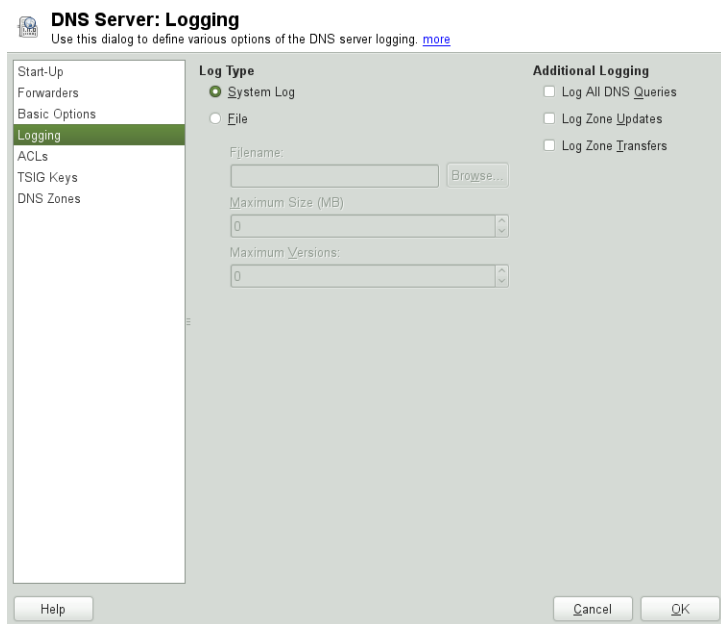 DNS Server: Logging
Use this dialog to define various options of the DNS server logging. more
Start-Up
Forwarders
Basic Options
Logging
ACLs
TSIG Keys
DNS Zones
Log Type
System Log
File
Filename:
Browse...
Maximum Size (MB)
0
Maximum Versions:
0
Additional Logging
Log All DNS Queries
Log Zone Updates
Log Zone Transfers
Help
Cancel
OK